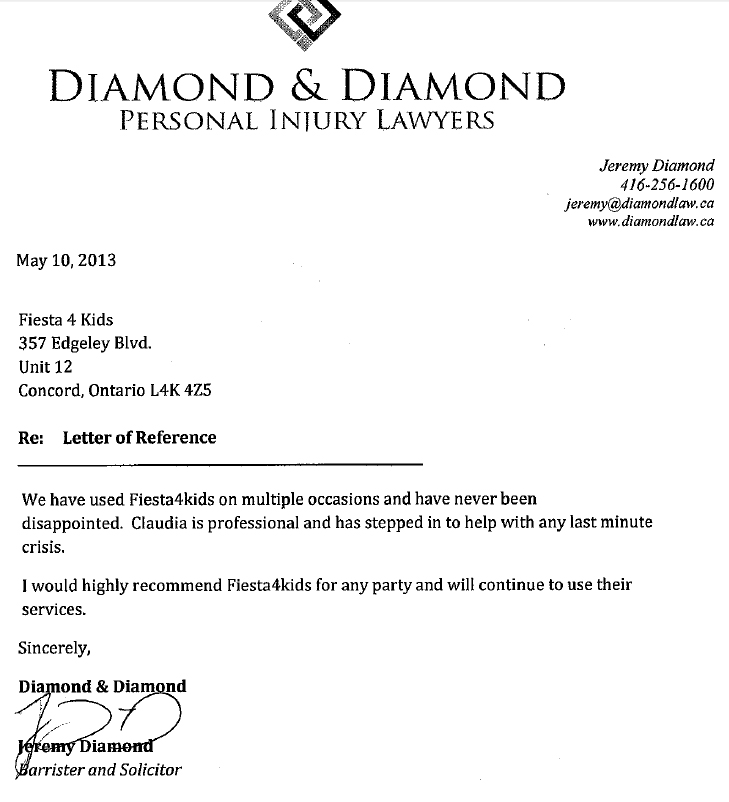 DIAMOND & DIAMOND
PERSONAL INJURY LAWYERS
Jeremy Diamond
416-256-1600
jeremy@diamondlaw.ca
www.diamondlaw.ca
May 10, 2013
Fiesta 4 Kids
357 Edgeley Blvd.
Unit 12
Concord, Ontario L4K 4Z5
Re: Letter of Reference
We have used Fiesta4kids on multiple occasions and have never been
disappointed. Claudia is professional and has stepped in to help with any last minute
crisis.
I would highly recommend Fiesta4kids for any party and will continue to use their
services.
Sincerely,
Diamond & Diamond
Jeremy Diamond
Barrister and Solicitor